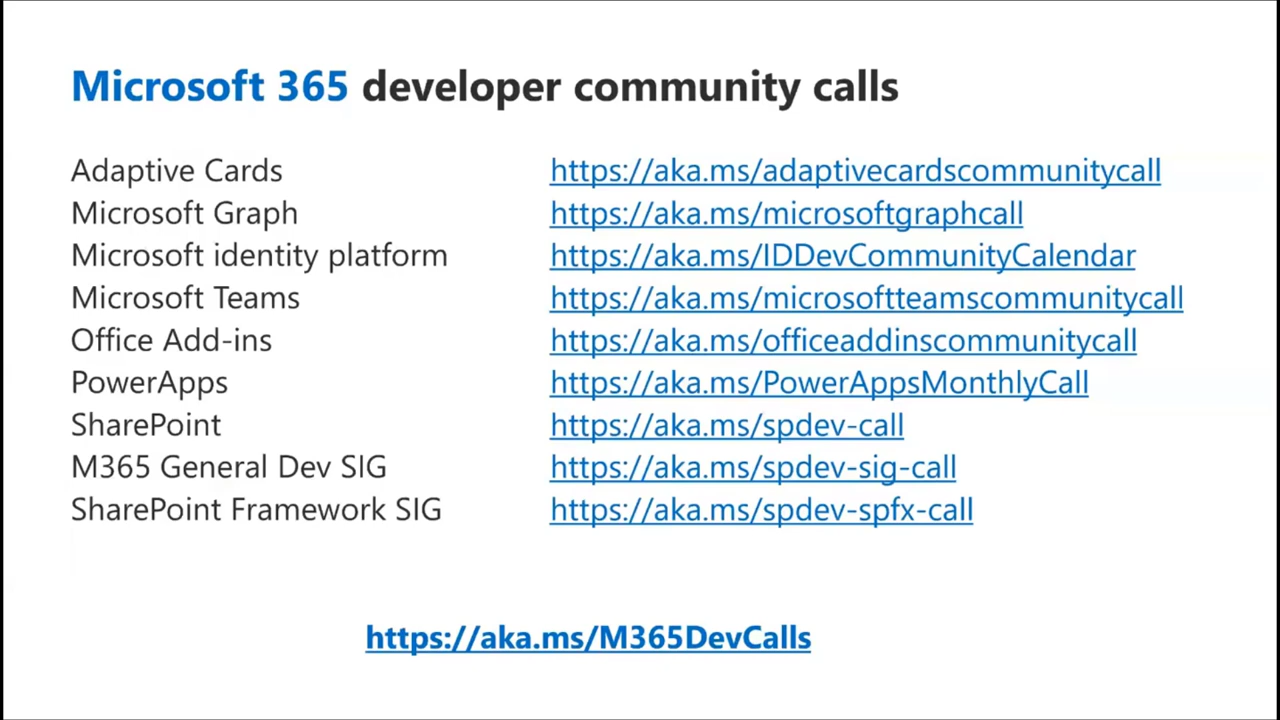 Microsoft 365 developer community calls
Adaptive Cards https://aka.ms/adaptivecardscommunitycall
Microsoft Graph https://aka.ms/microsoftgraphcall
Microsoft identity platform https://aka.ms/IDDevCommunityCalendar
Microsoft Teams https://aka.ms/microsoftteamscommunitycall
Office Add-ins https://aka.ms/officeaddinscommunitycall
PowerApps https://aka.ms/PowerAppsMonthlyCall
SharePoint https://aka.ms/spdev-call
M365 General Dev SIG https://aka.ms/spdev-sig-call
SharePoint Framework SIG https://aka.ms/spdev-spfx-call
https://aka.ms/M365DevCalls